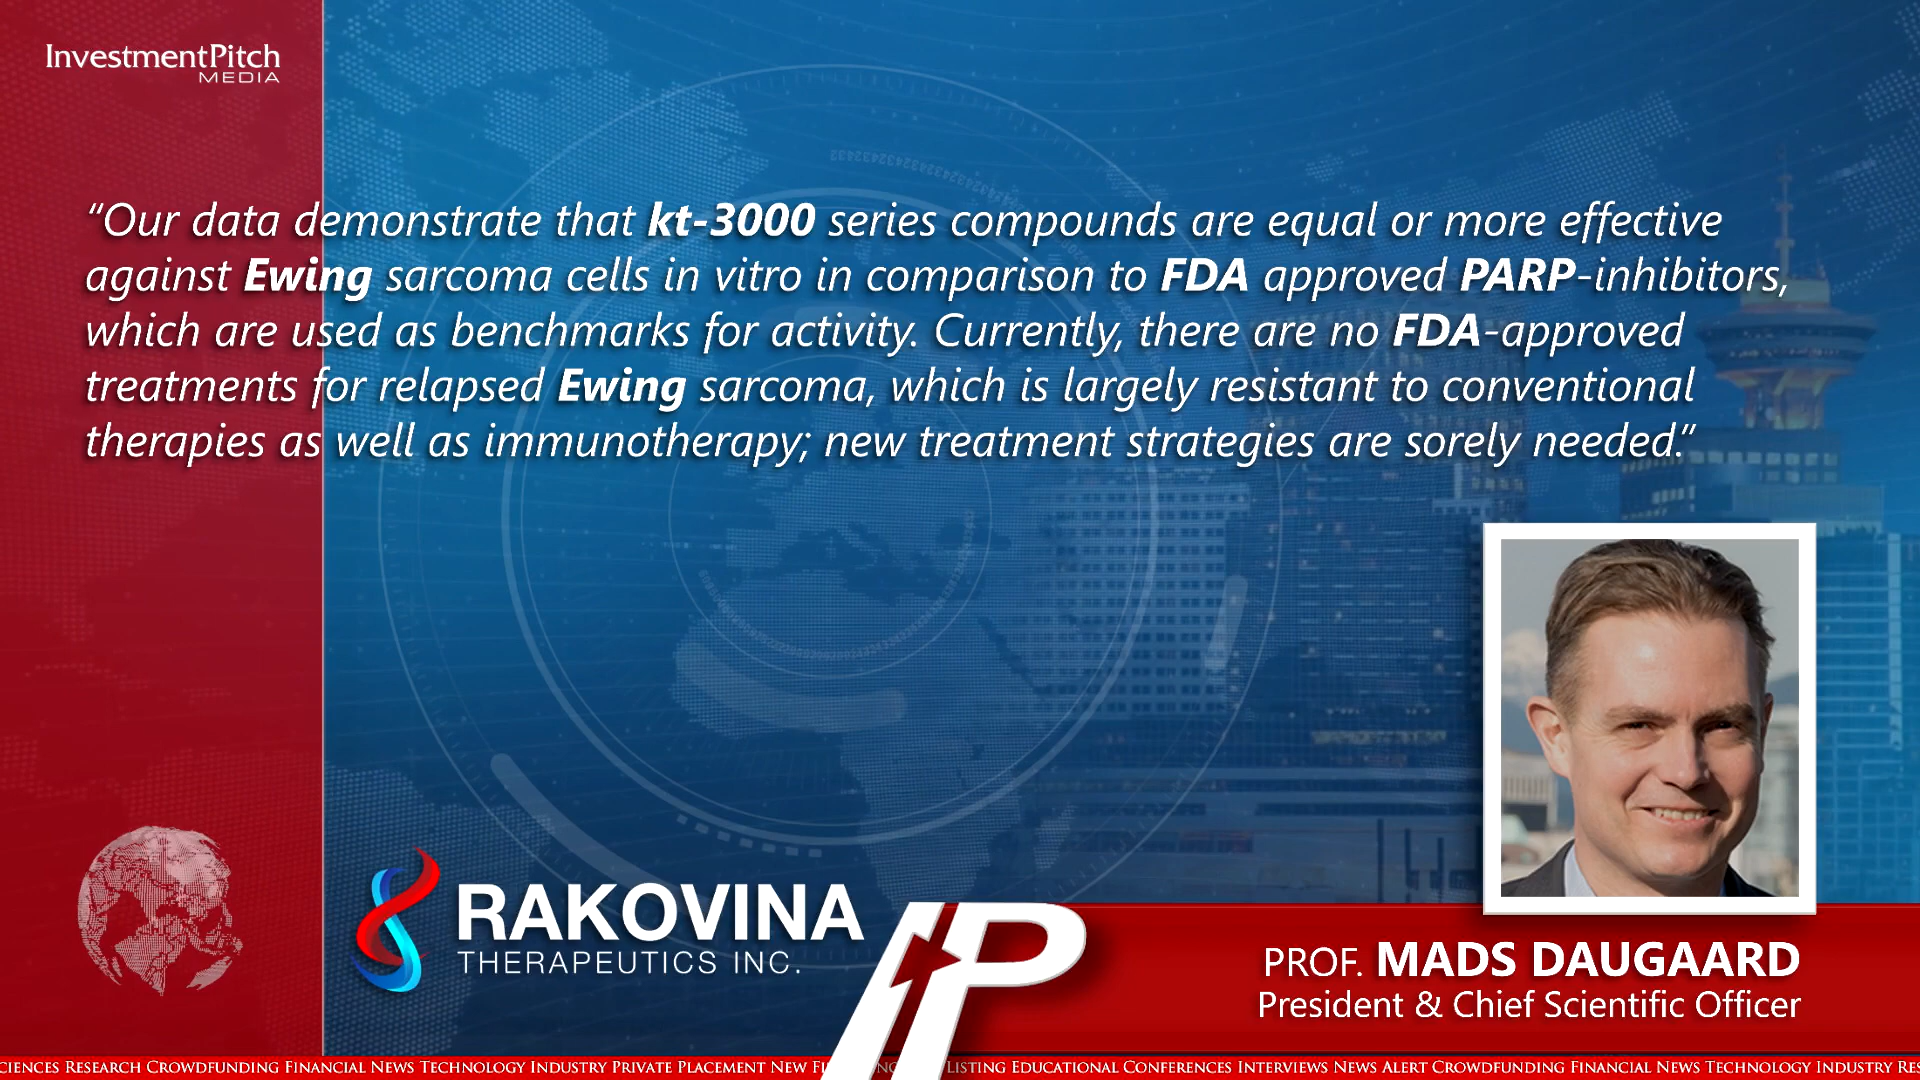 InvestmentPitch
MEDIA
“Our data demonstrate that kt-3000 series compounds are equal or more effective
against Ewing sarcoma cells in vitro in comparison to FDA approved PARP-inhibitors,
which are used as benchmarks for activity. Currently, there are no FDA-approved
treatments for relapsed Ewing sarcoma, which is largely resistant to conventional
therapies as well as immunotherapy; new treatment strategies are sorely needed.”
RAKOVINA
THERAPEUTICS INC.
IP
PROF. MADS DAUGAARD
President & Chief Scientific Officer
RESEARCH CROWDFUNDING FINANCIAL NEWS TECHNOLOGY INDUSTRY PRIVATE PLACEMENT NEW LISTING EDUCATIONAL CONFERENCES INTERVIEWS NEWS ALERT CROWDFUNDING FINANCIAL NEWS TECHNOLOGY INDUSTRY